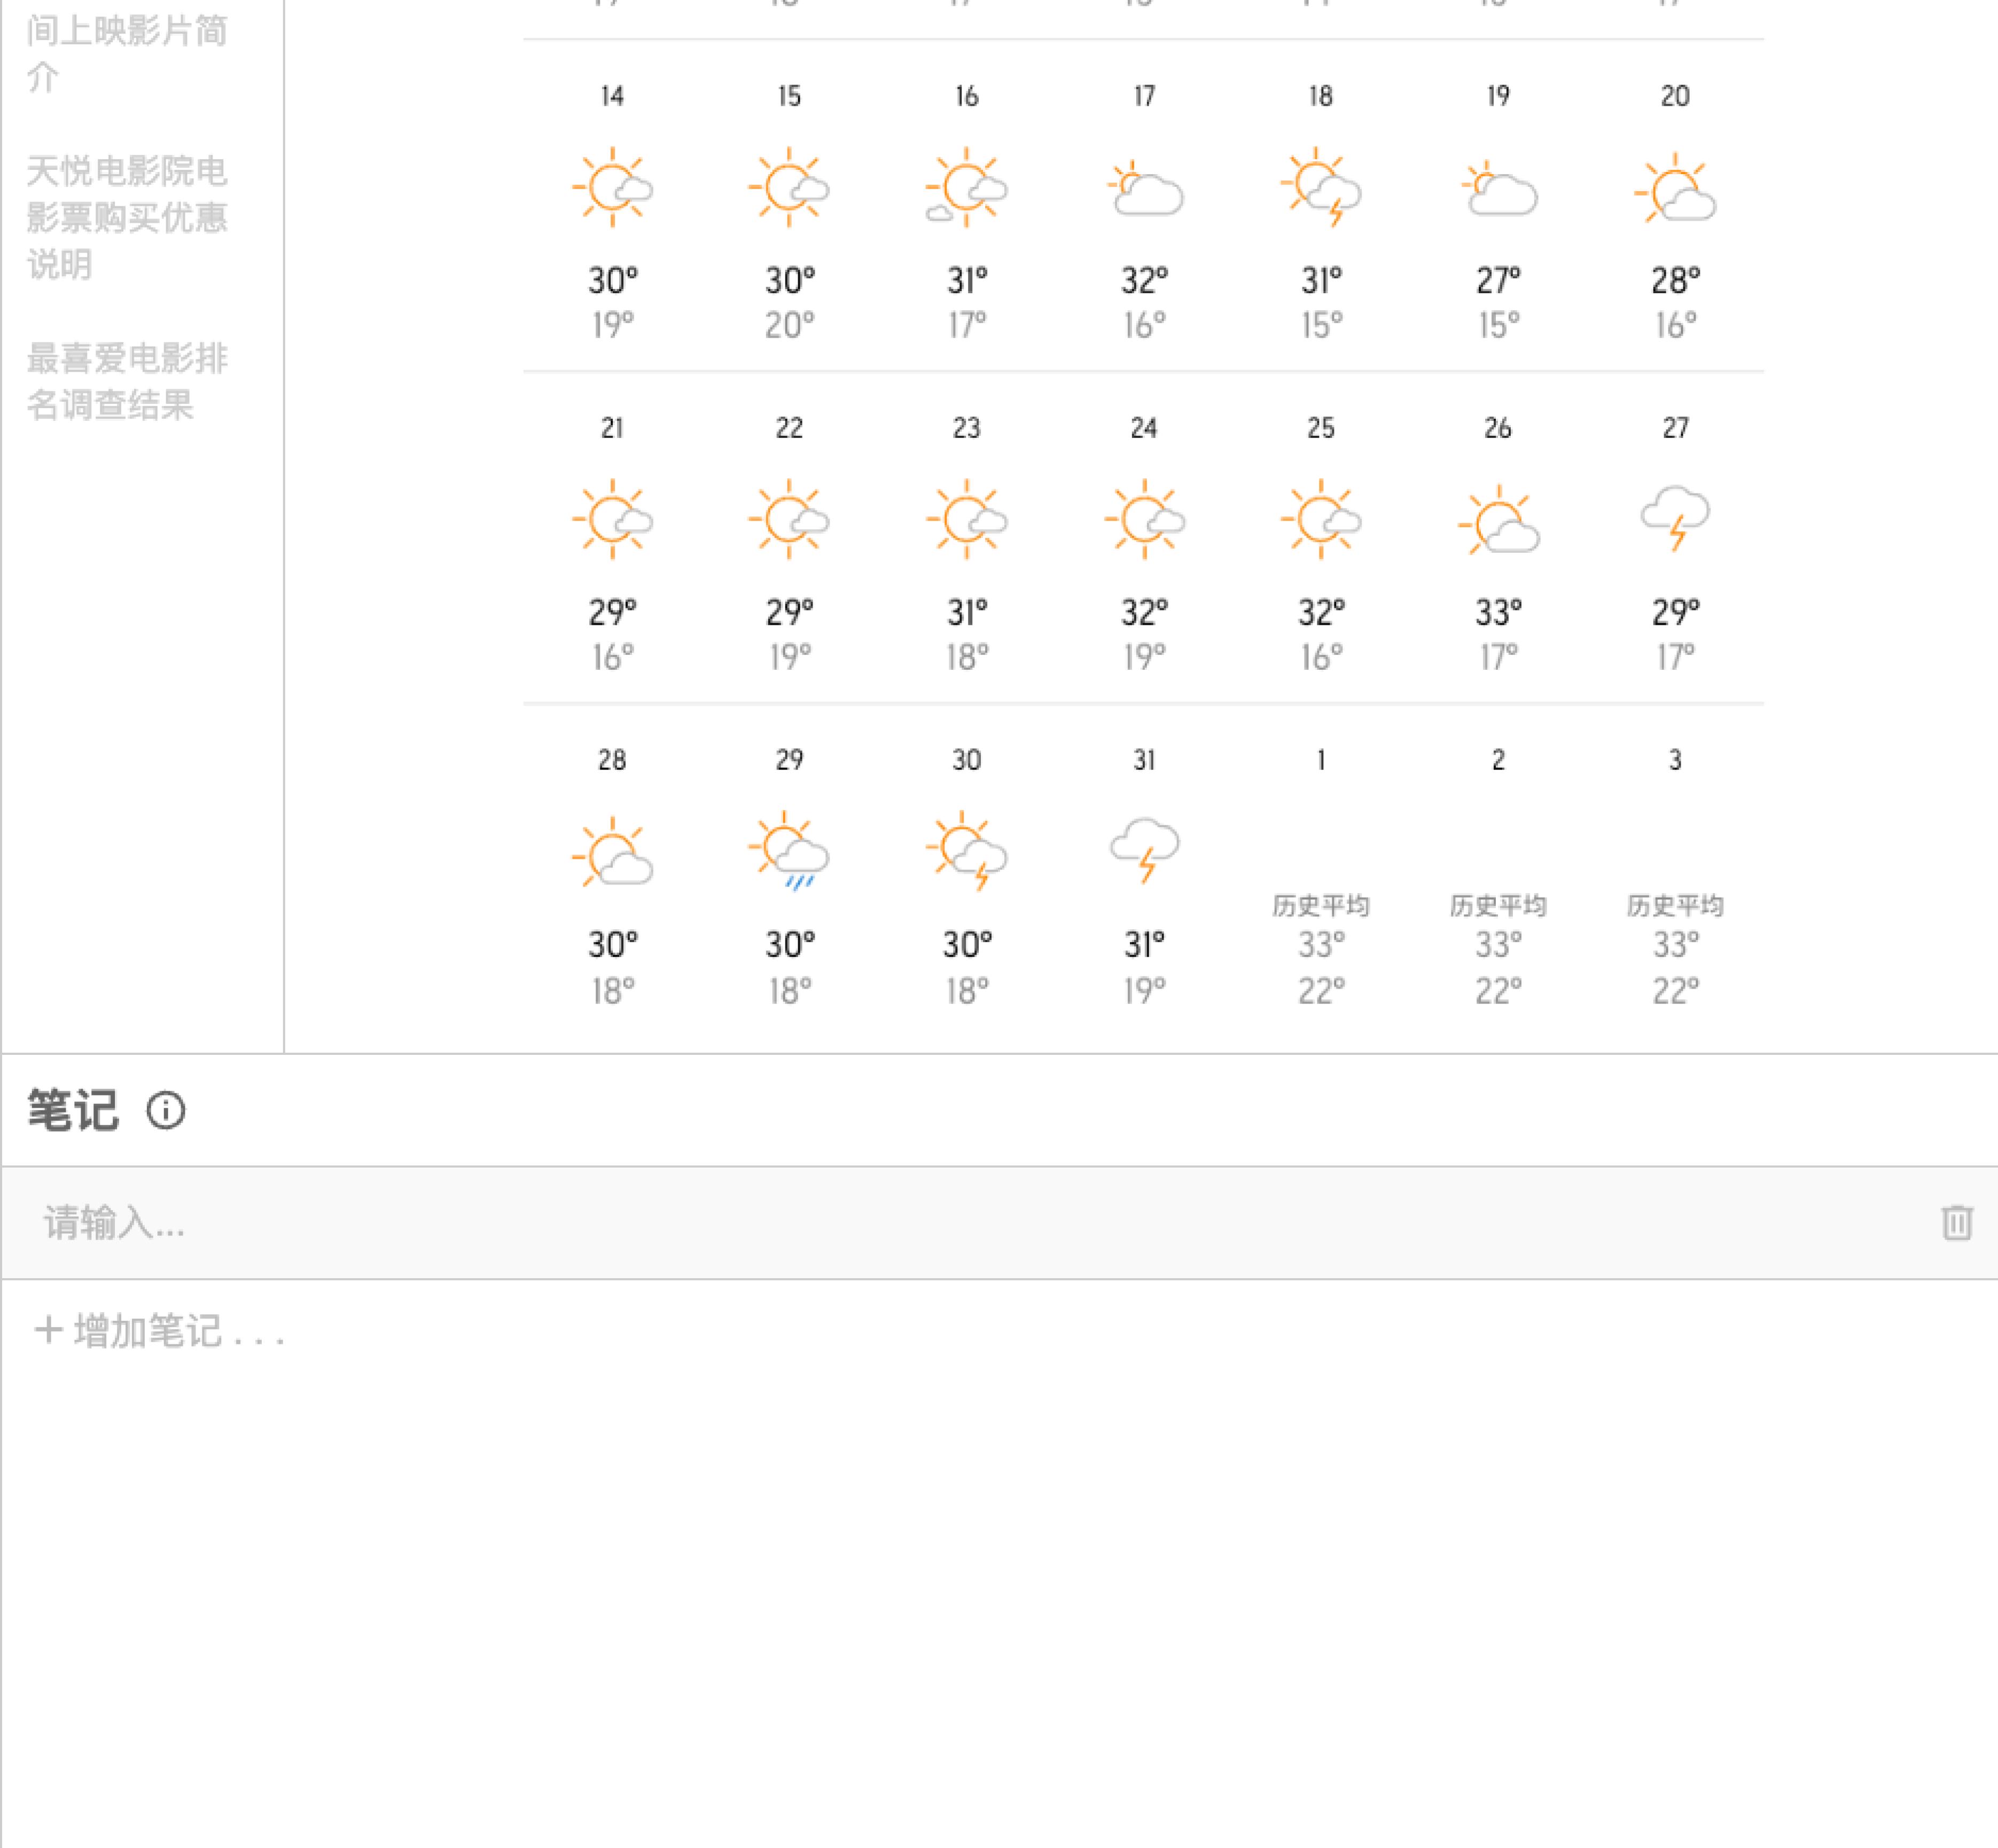 间上映影片简
介
天悦电影院电
影票购买优惠
说明
最喜爱电影排
名调查结果
14 15 16 17 18 19 20
30° 30° 31° 32° 31° 27° 28°
19° 20° 17° 16° 15° 15° 16°
21 22 23 24 25 26 27
29° 29° 31° 32° 32° 33° 29°
16° 19° 18° 19° 16° 17° 17°
28 29 30 31 1 2 3
历史平均 历史平均 历史平均
30° 30° 30° 31° 33° 33° 33°
18° 18° 18° 19° 22° 22° 22°
笔记
请输入...
+ 增加笔记 . . .